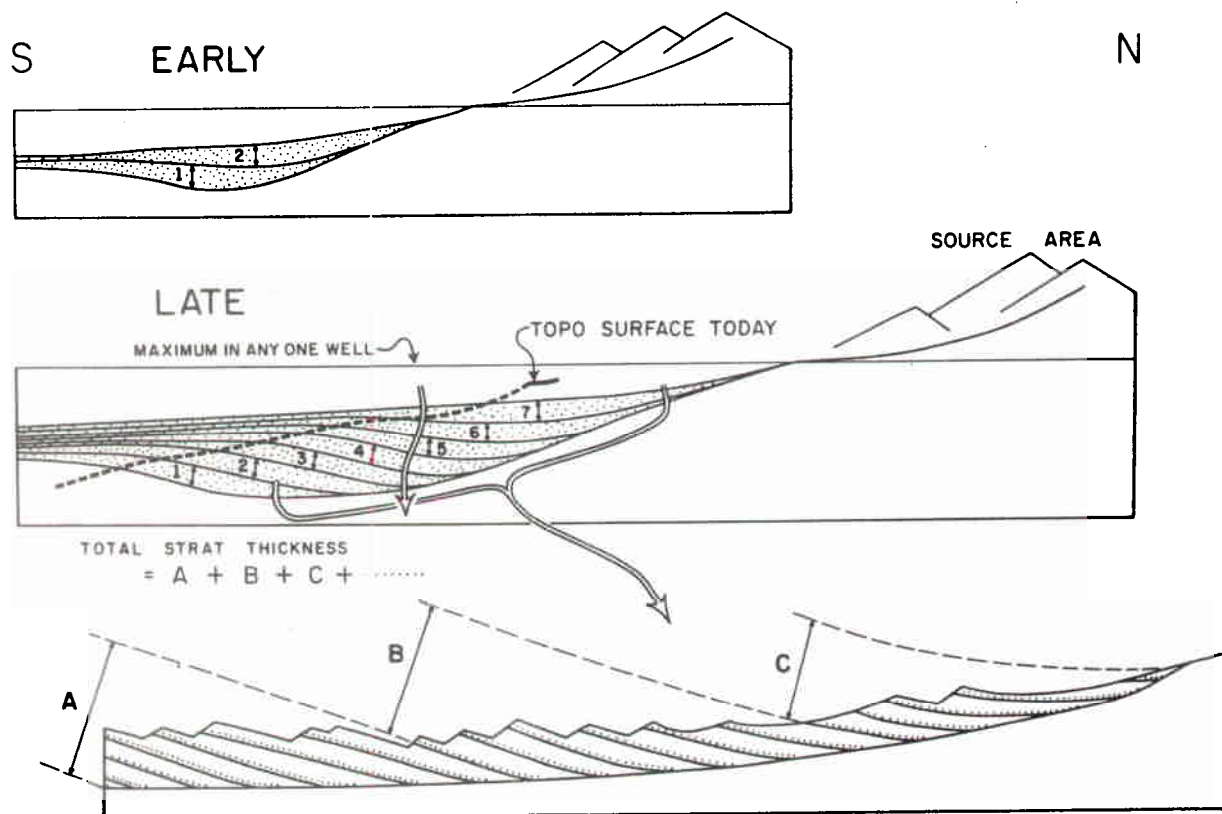 S EARLY N
2
1
SOURCE AREA
LATE
TOPO SURFACE TODAY
MAXIMUM IN ANY ONE WELL
7
6
5
4
3
2
1
TOTAL STRAT THICKNESS
= A + B + C + ........
A
B
C